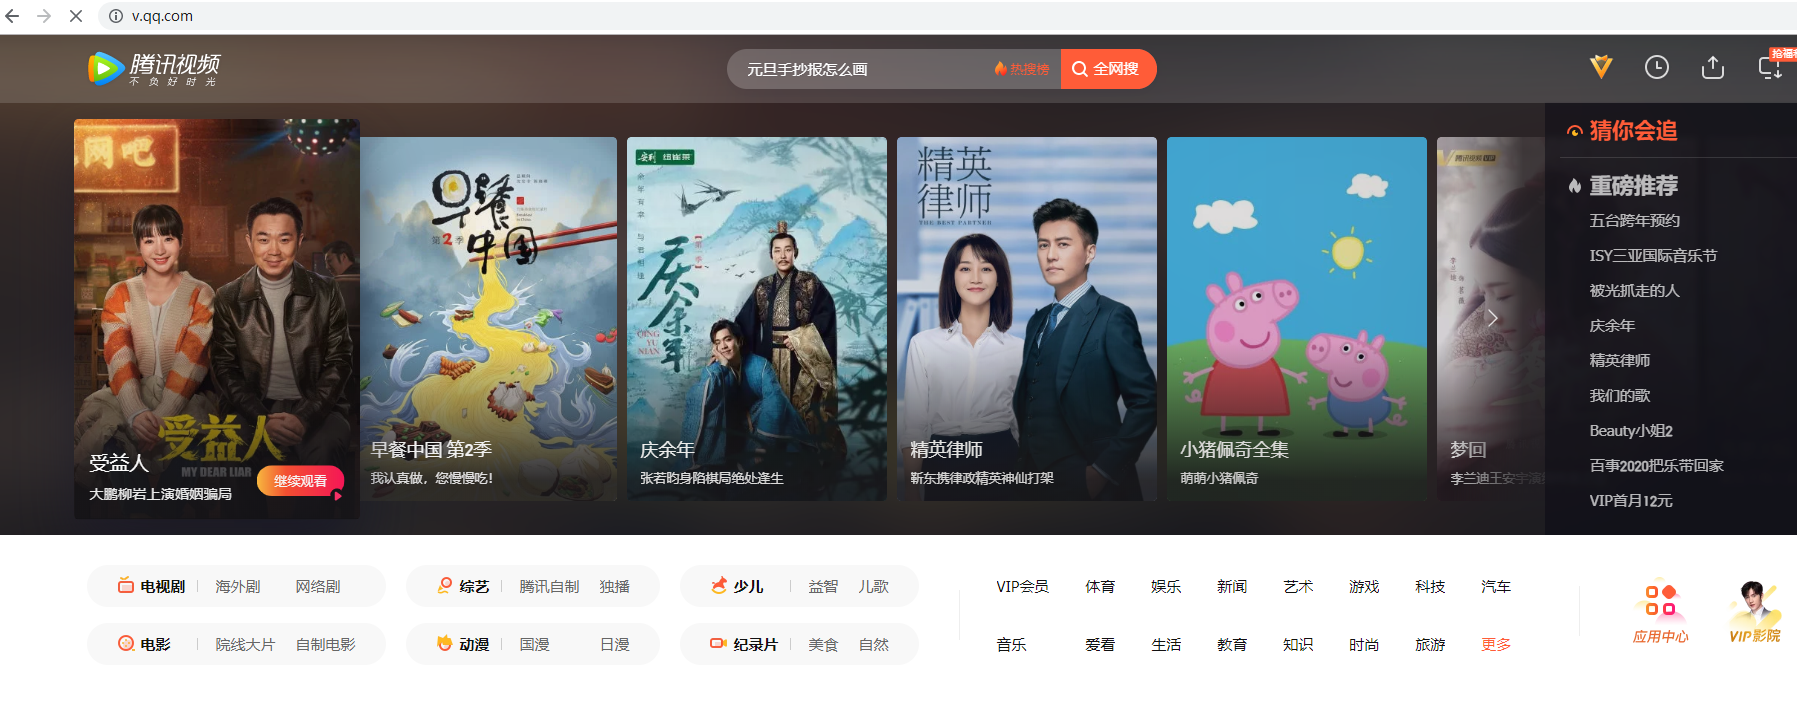 v.qq.com
腾讯视频
不负好时光
元旦手抄报怎么画
热搜榜
全网搜
网吧
受益人
MY DEAR LIAR
受益人
大鹏柳岩上演婚姻骗局
继续观看
早餐中国
第2季
早餐中国 第2季
我认真做，您慢慢吃！
庆余年
第一季
QING YU NIAN
庆余年
张若昀身陷棋局绝处逢生
精英律师
THE BEST PARTNER
精英律师
靳东携律政精英神仙打架
小猪佩奇全集
萌萌小猪佩奇
腾讯视频 VIP
梦回
李兰迪王安宇演
猜你会追
重磅推荐
五台跨年预约
ISY三亚国际音乐节
被光抓走的人
庆余年
精英律师
我们的歌
Beauty小姐2
百事2020把乐带回家
VIP首月12元
电视剧 海外剧 网络剧
综艺 腾讯自制 独播
少儿 益智 儿歌
VIP会员 体育 娱乐 新闻 艺术 游戏 科技 汽车
电影 院线大片 自制电影
动漫 国漫 日漫
纪录片 美食 自然
音乐 爱看 生活 教育 知识 时尚 旅游 更多
应用中心
VIP影院